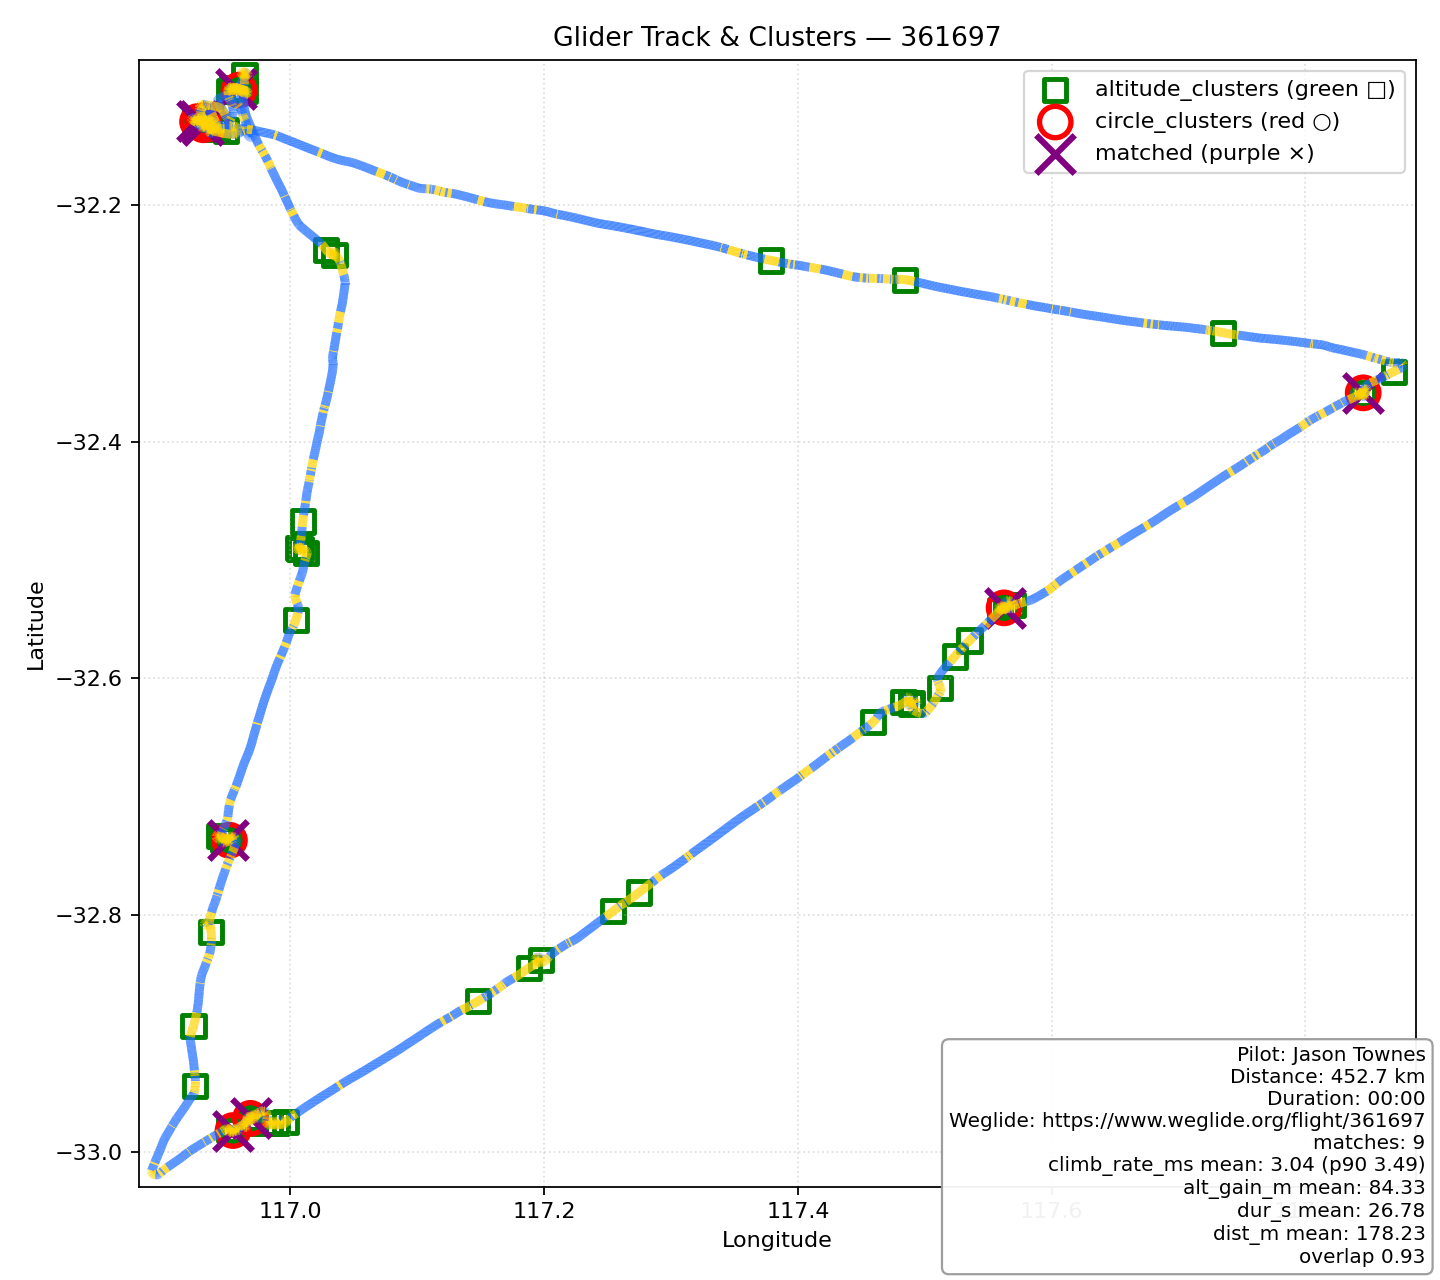 Glider Track & Clusters — 361697
altitude_clusters (green □)
circle_clusters (red ○)
matched (purple ×)
−32.2
−32.4
−32.6
−32.8
−33.0
Latitude
117.0
117.2
117.4
117.6
Longitude
Pilot: Jason Townes
Distance: 452.7 km
Duration: 00:00
Weglide: https://www.weglide.org/flight/361697
matches: 9
climb_rate_ms mean: 3.04 (p90 3.49)
alt_gain_m mean: 84.33
dur_s mean: 26.78
dist_m mean: 178.23
overlap 0.93